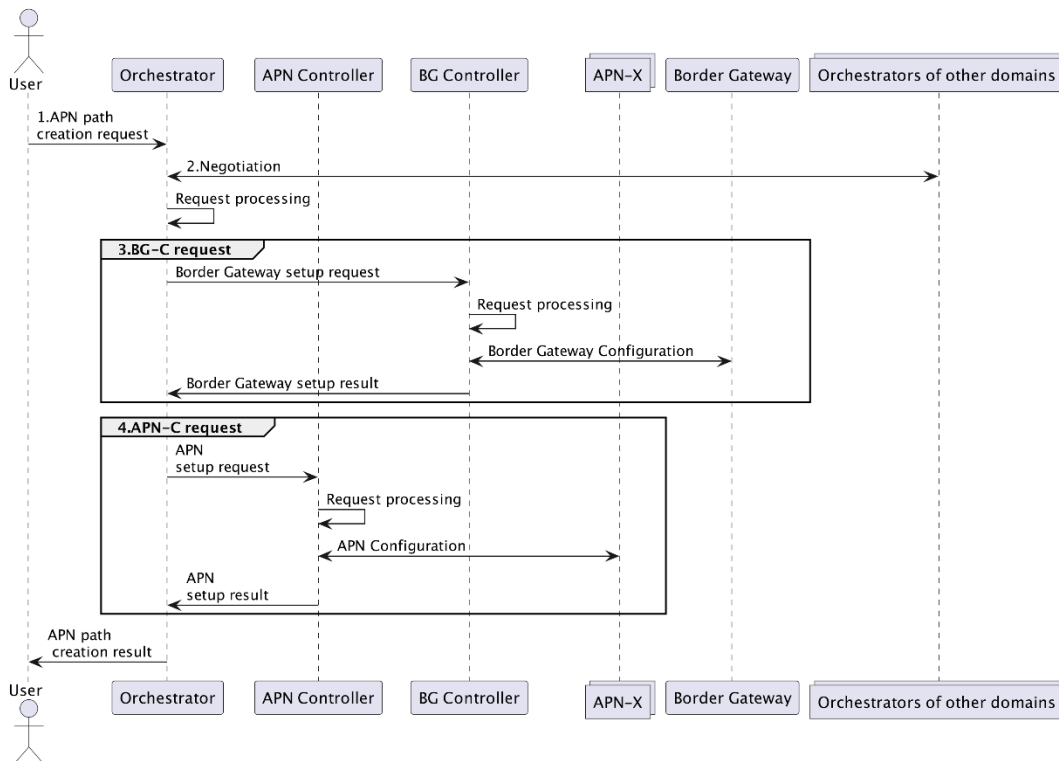 User
Orchestrator
APN Controller
BG Controller
APN-X
Border Gateway
Orchestrators of other domains
1.APN path
creation request
2.Negotiation
Request processing
3.BG-C request
Border Gateway setup request
Request processing
Border Gateway Configuration
Border Gateway setup result
4.APN-C request
APN
setup request
Request processing
APN Configuration
APN
setup result
APN path
creation result
User
Orchestrator
APN Controller
BG Controller
APN-X
Border Gateway
Orchestrators of other domains